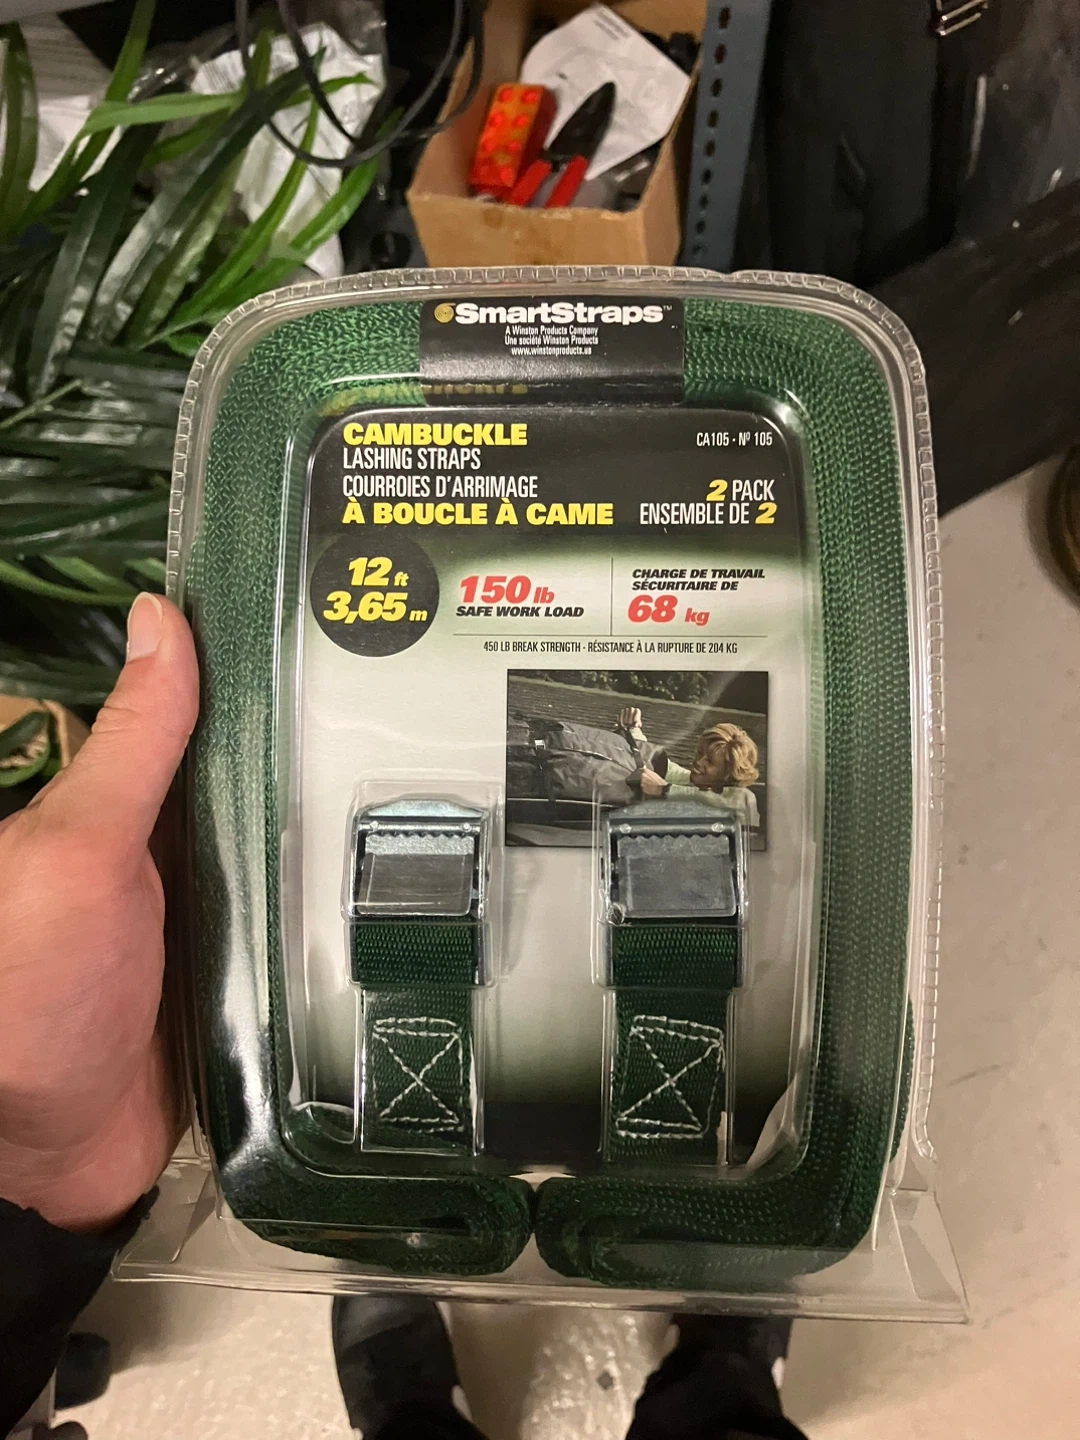 SmartStraps™
A Winston Products Company
Une société Winston Products
www.winstonproducts.us
CAMBUCKLE
LASHING STRAPS
COURROIES D'ARRIMAGE
À BOUCLE À CAME
CA105 - Nº 105
2 PACK
ENSEMBLE DE 2
12 ft
3,65 m
150 lb
SAFE WORK LOAD
CHARGE DE TRAVAIL
SÉCURITAIRE DE
68 kg
450 LB BREAK STRENGTH - RÉSISTANCE À LA RUPTURE DE 204 KG